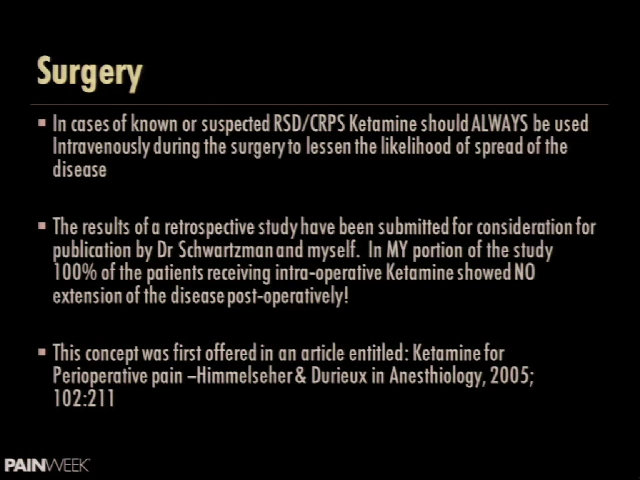 Surgery
▪ In cases of known or suspected RSD/CRPS Ketamine should ALWAYS be used
Intravenously during the surgery to lessen the likelihood of spread of the
disease
▪ The results of a retrospective study have been submitted for consideration for
publication by Dr Schwartzman and myself. In MY portion of the study
100% of the patients receiving intra-operative Ketamine showed NO
extension of the disease post-operatively!
▪ This concept was first offered in an article entitled: Ketamine for
Perioperative pain –Himmelseher & Durieux in Anesthiology, 2005;
102:211
PAINWEEK